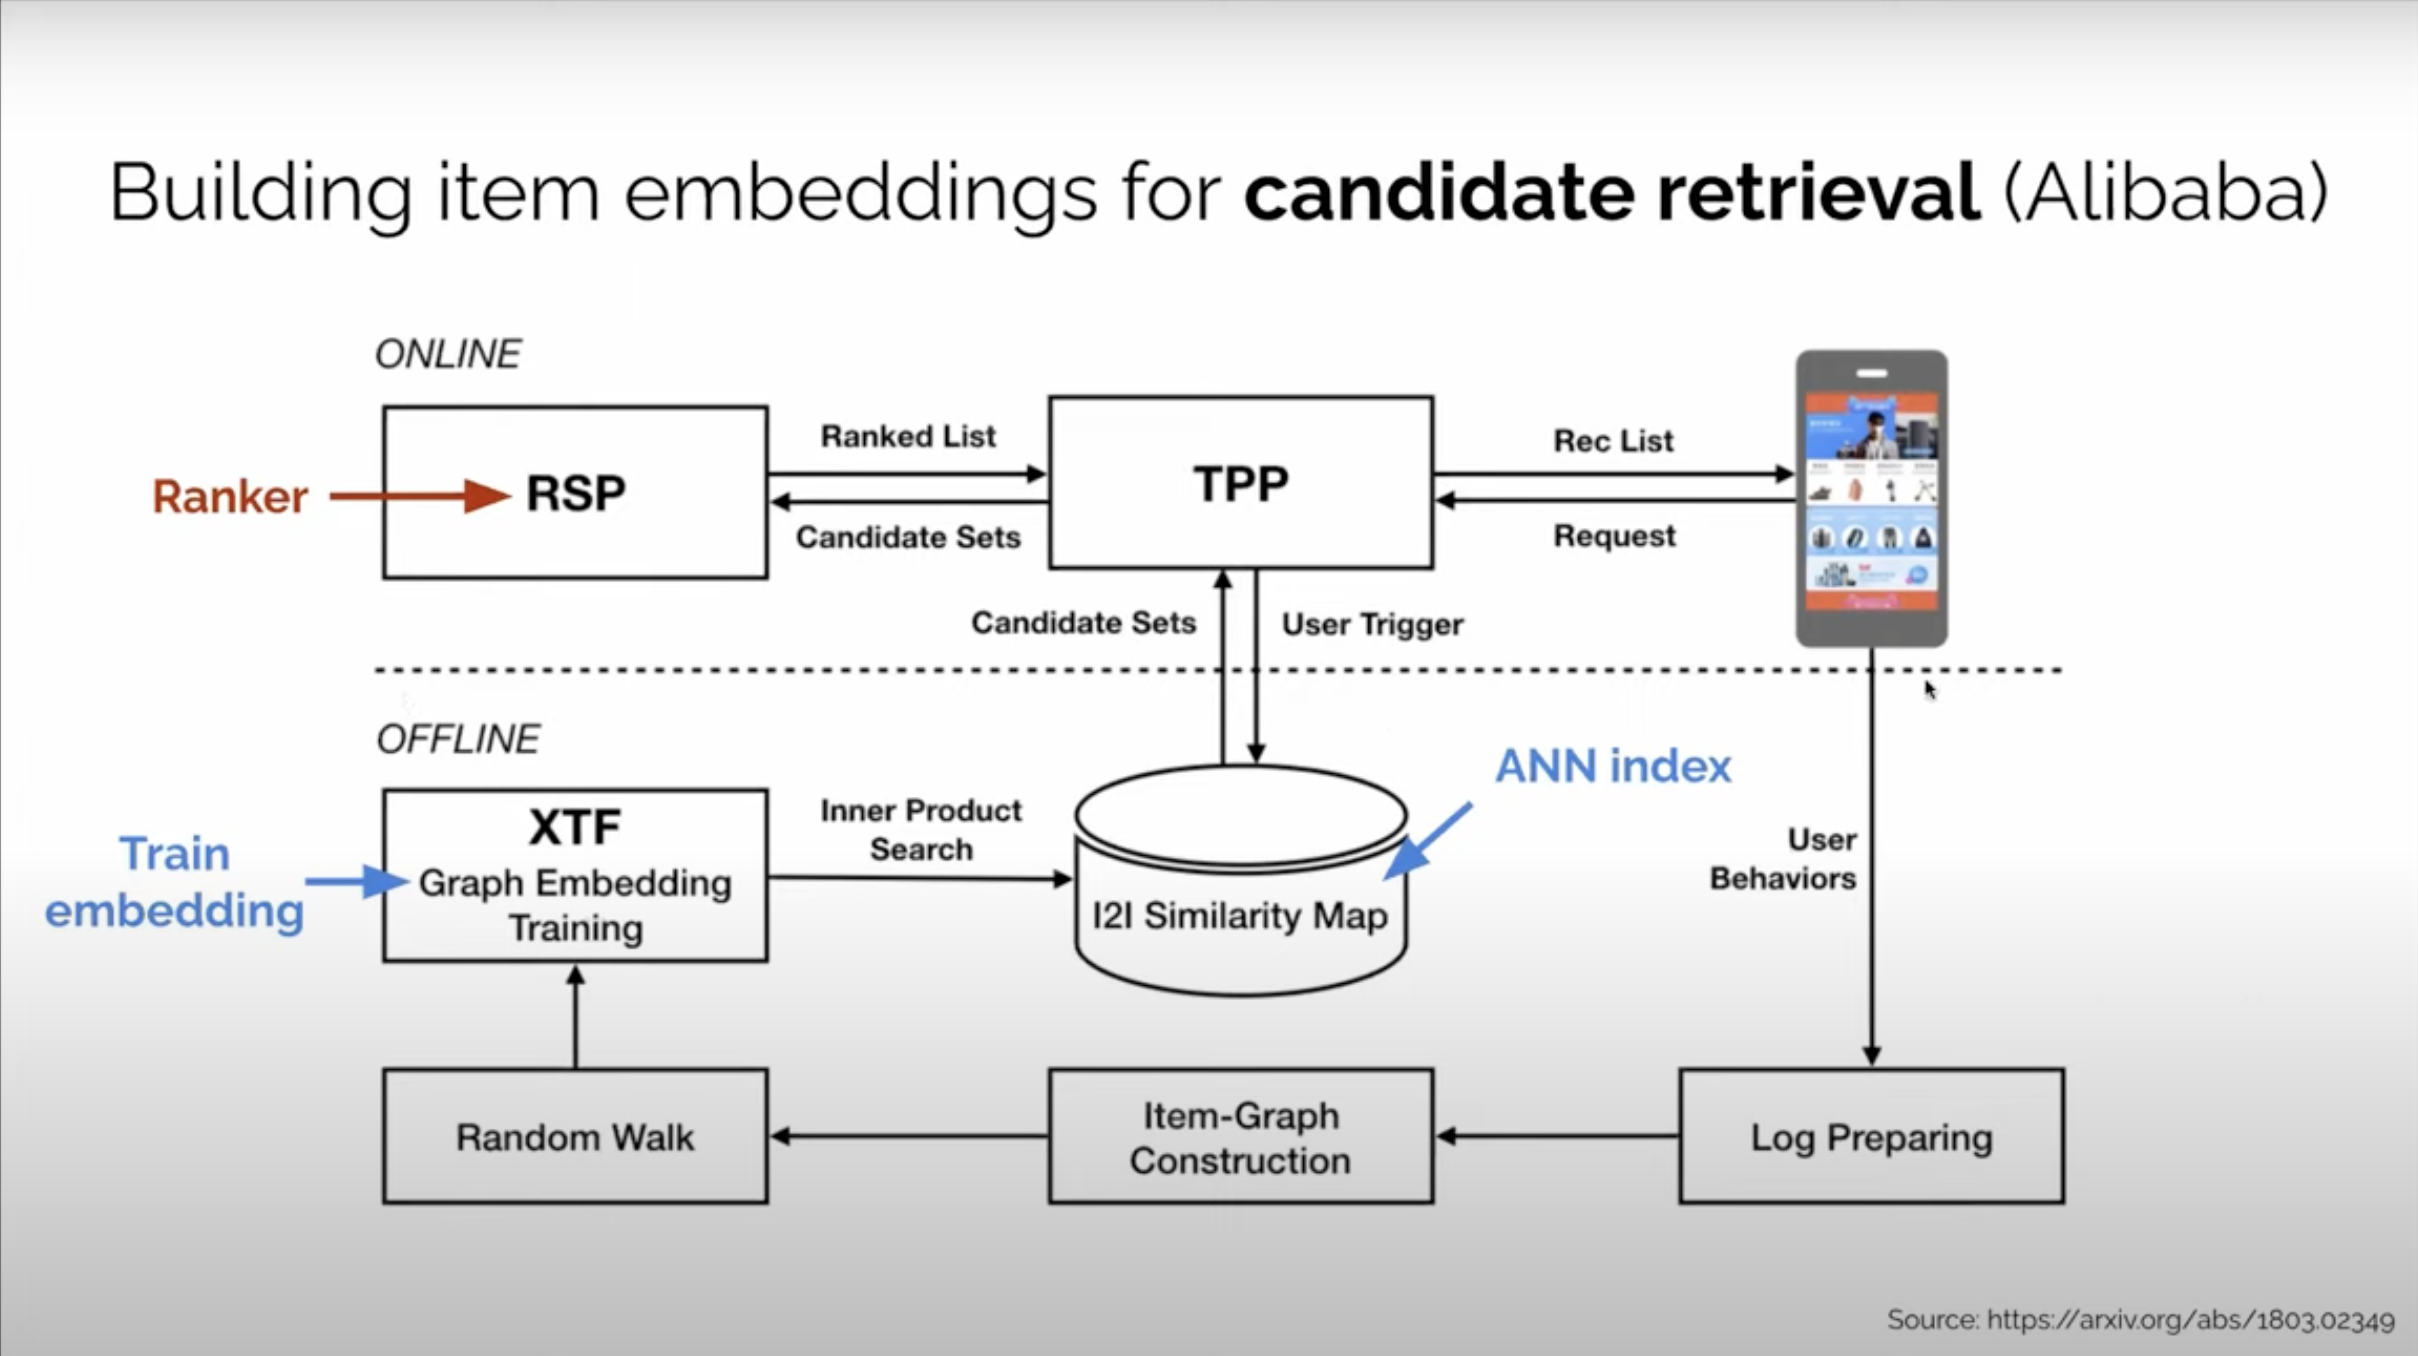 Building item embeddings for candidate retrieval (Alibaba)
ONLINE
Ranker
RSP
Ranked List
Candidate Sets
TPP
Rec List
Request
Candidate Sets
User Trigger
OFFLINE
Train
embedding
XTF
Graph Embedding
Training
Inner Product
Search
I2I Similarity Map
ANN index
User
Behaviors
Random Walk
Item-Graph
Construction
Log Preparing
Source: https://arxiv.org/abs/1803.02349